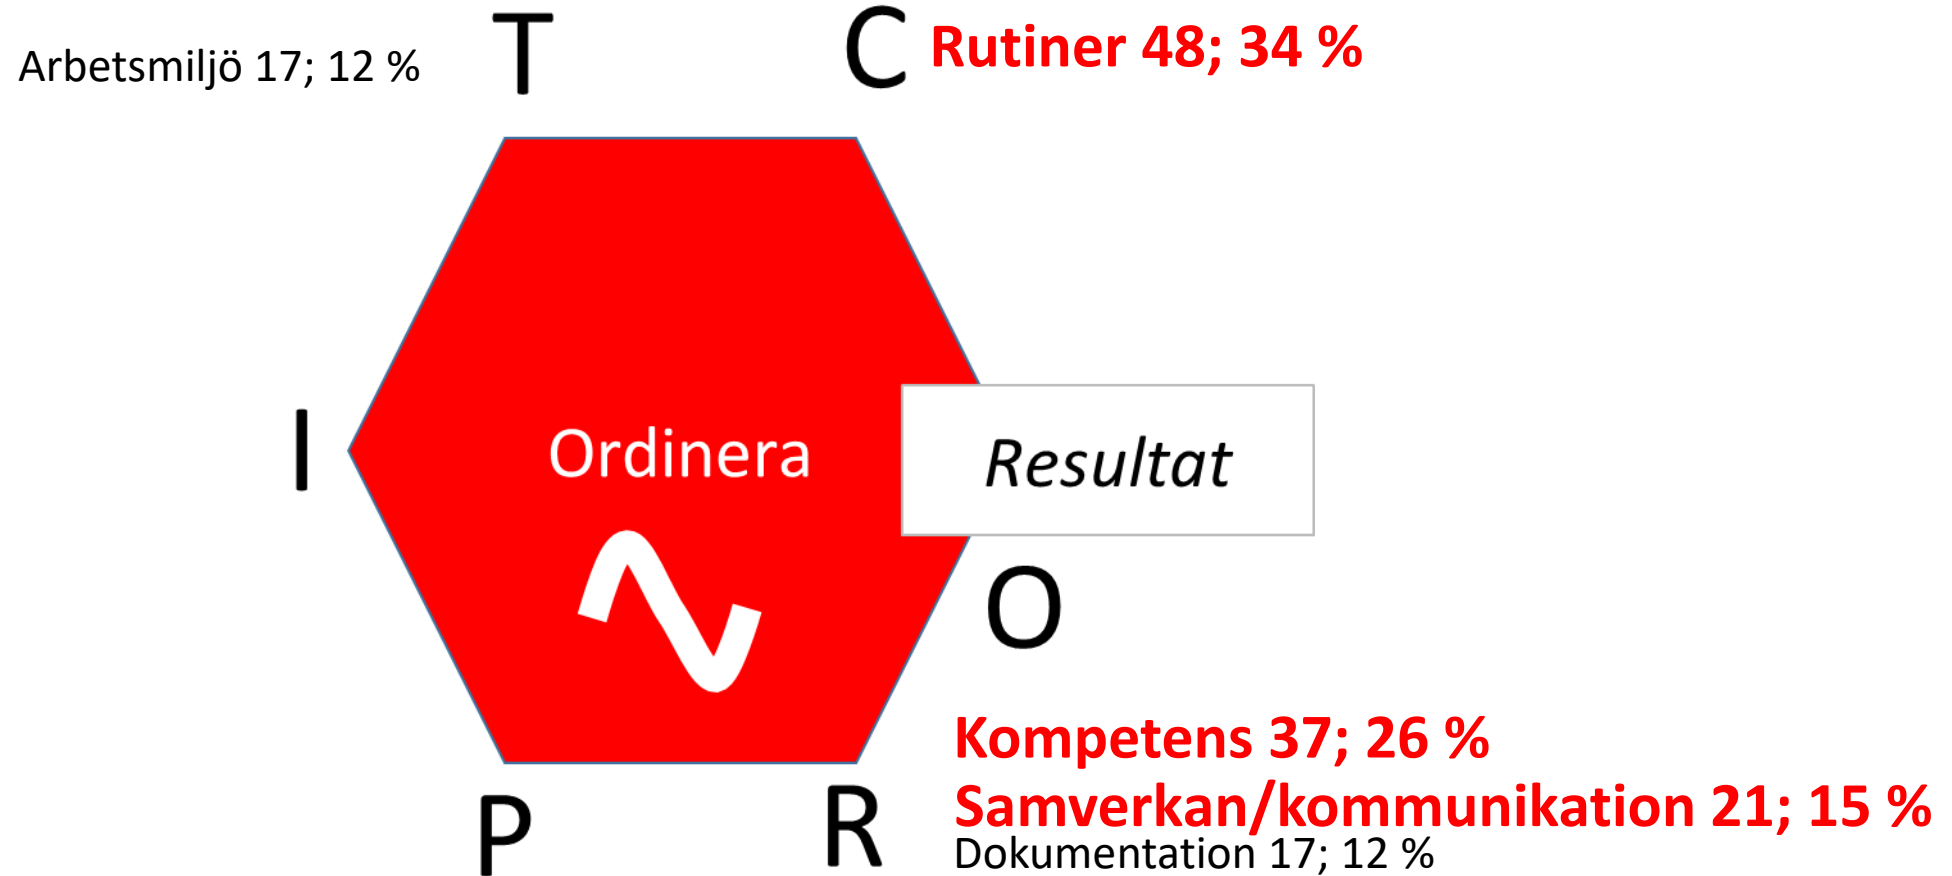 T
C
Rutiner 48; 34 %
Arbetsmiljö 17; 12 %
I
Ordinera
Resultat
O
Kompetens 37; 26 %
P
R
Samverkan/kommunikation 21; 15 %
Dokumentation 17; 12 %